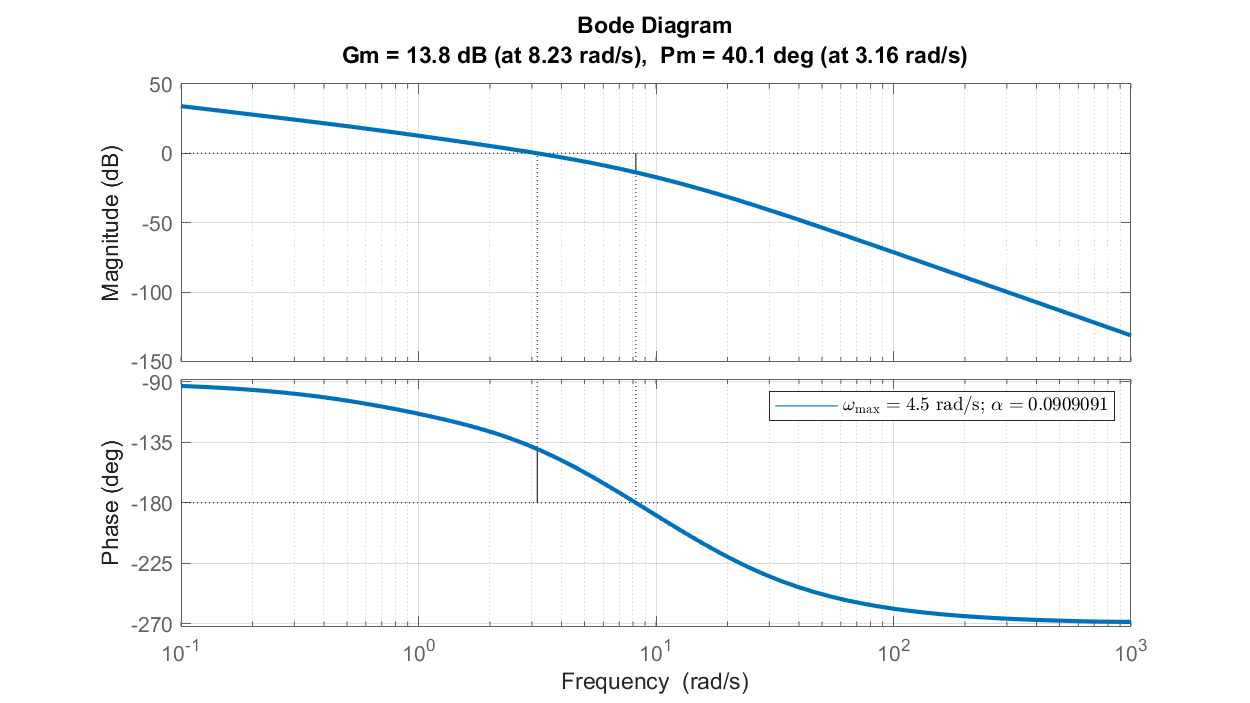 Bode Diagram
Gm = 13.8 dB (at 8.23 rad/s),  Pm = 40.1 deg (at 3.16 rad/s)
50
0
-50
-100
-150
Magnitude (dB)
-90
-135
-180
-225
-270
Phase (deg)
ω_max = 4.5 rad/s; α = 0.0909091
10^-1
10^0
10^1
10^2
10^3
Frequency  (rad/s)